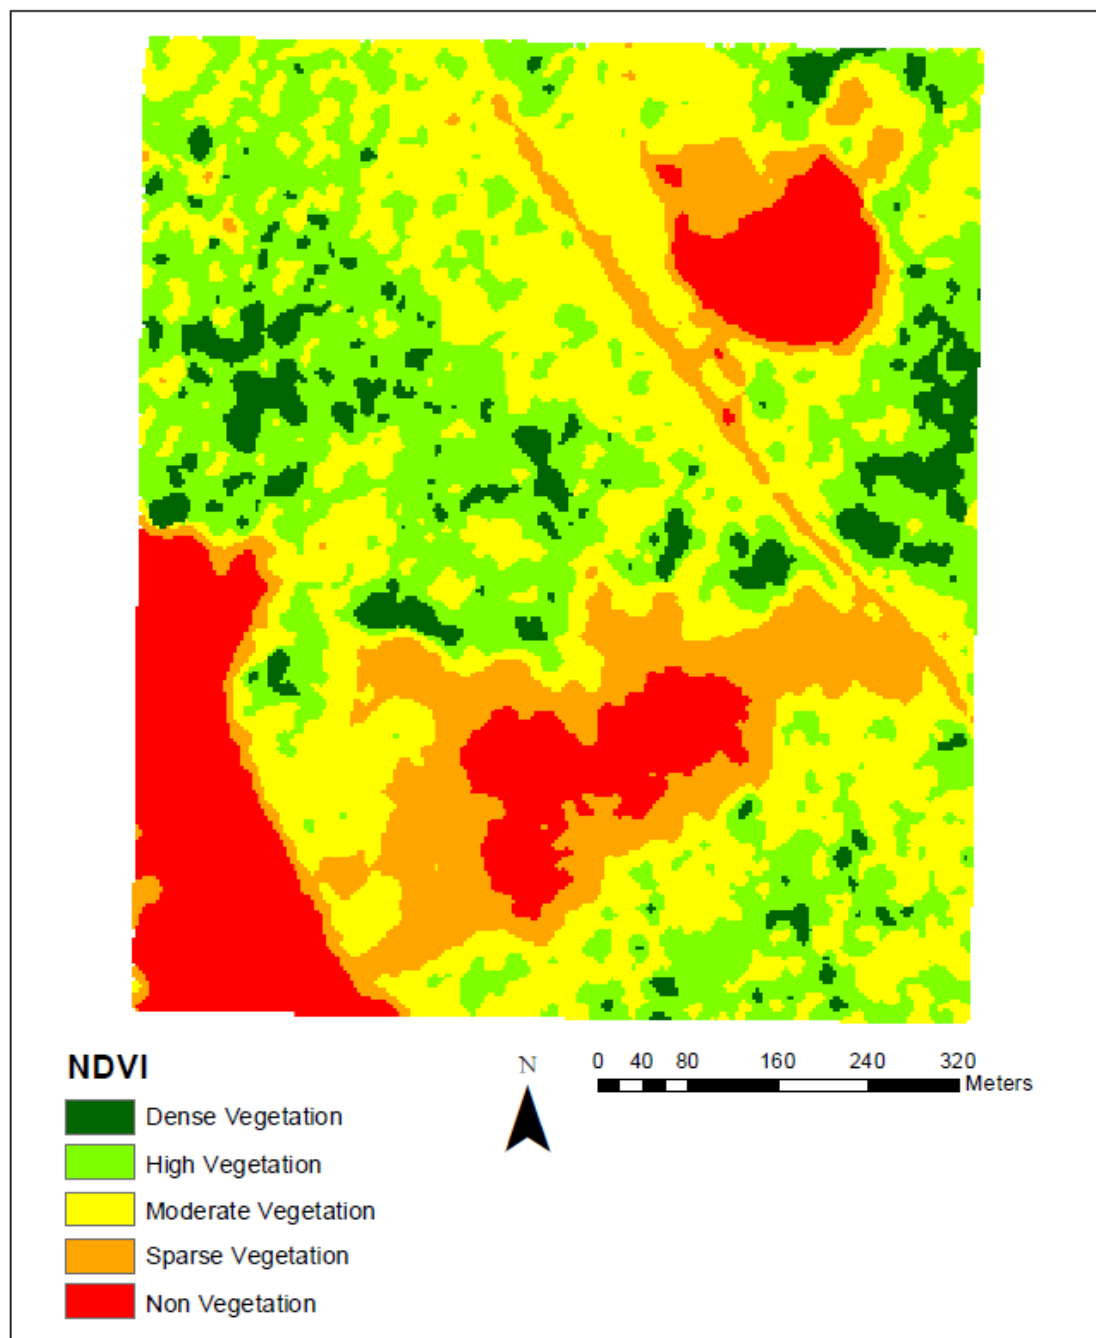 NDVI
Dense Vegetation
High Vegetation
Moderate Vegetation
Sparse Vegetation
Non Vegetation
N
0 40 80 160 240 320
Meters